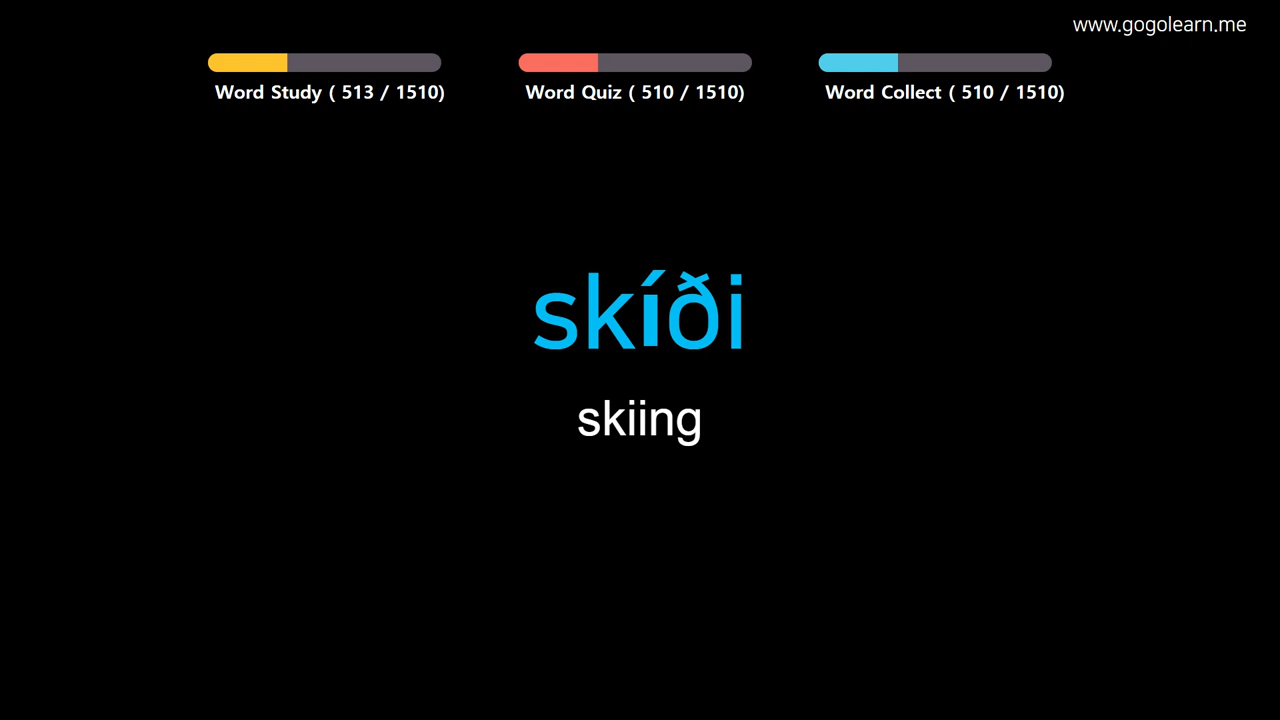 www.gogolearn.me
Word Study ( 513 / 1510)
Word Quiz ( 510 / 1510)
Word Collect ( 510 / 1510)
skíði
skiing